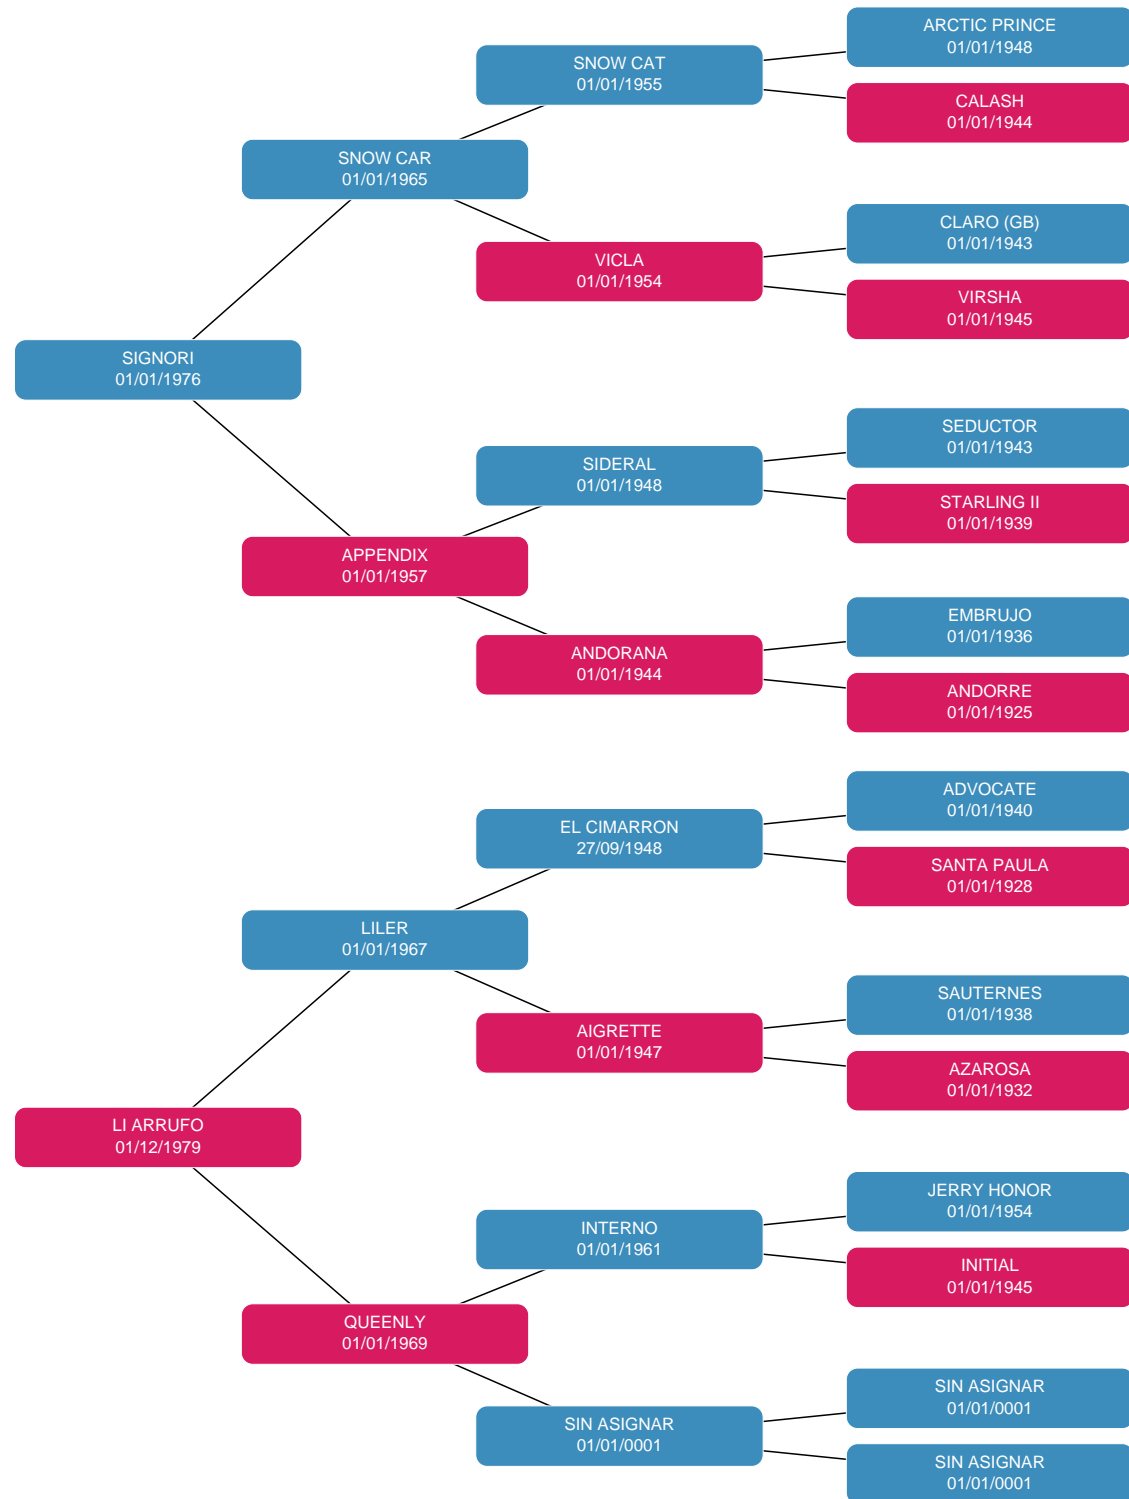 ARCTIC PRINCE
01/01/1948
SNOW CAT
01/01/1955
CALASH
01/01/1944
SNOW CAR
01/01/1965
CLARO (GB)
01/01/1943
VICLA
01/01/1954
VIRSHA
01/01/1945
SIGNORI
01/01/1976
SEDUCTOR
01/01/1943
SIDERAL
01/01/1948
STARLING II
01/01/1939
APPENDIX
01/01/1957
EMBRUJO
01/01/1936
ANDORANA
01/01/1944
ANDORRE
01/01/1925
ADVOCATE
01/01/1940
EL CIMARRON
27/09/1948
SANTA PAULA
01/01/1928
LILER
01/01/1967
SAUTERNES
01/01/1938
AIGRETTE
01/01/1947
AZAROSA
01/01/1932
LI ARRUFO
01/12/1979
JERRY HONOR
01/01/1954
INTERNO
01/01/1961
INITIAL
01/01/1945
QUEENLY
01/01/1969
SIN ASIGNAR
01/01/0001
SIN ASIGNAR
01/01/0001
SIN ASIGNAR
01/01/0001